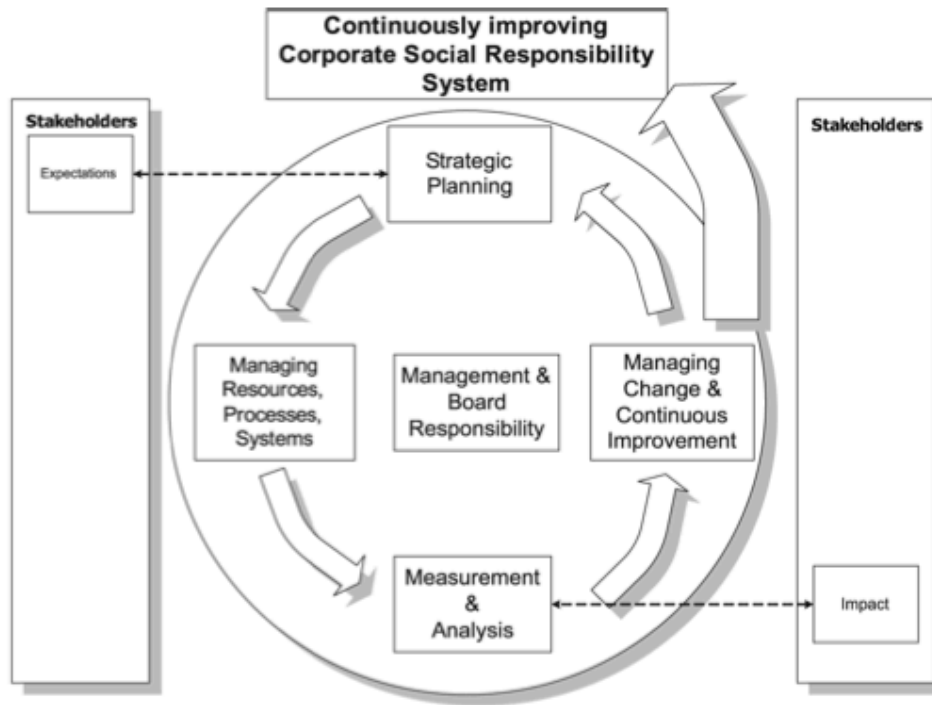 Continuously improving
Corporate Social Responsibility
System
Stakeholders
Expectations
Strategic
Planning
Stakeholders
Managing
Resources,
Processes,
Systems
Management &
Board
Responsibility
Managing
Change &
Continuous
Improvement
Measurement
&
Analysis
Impact